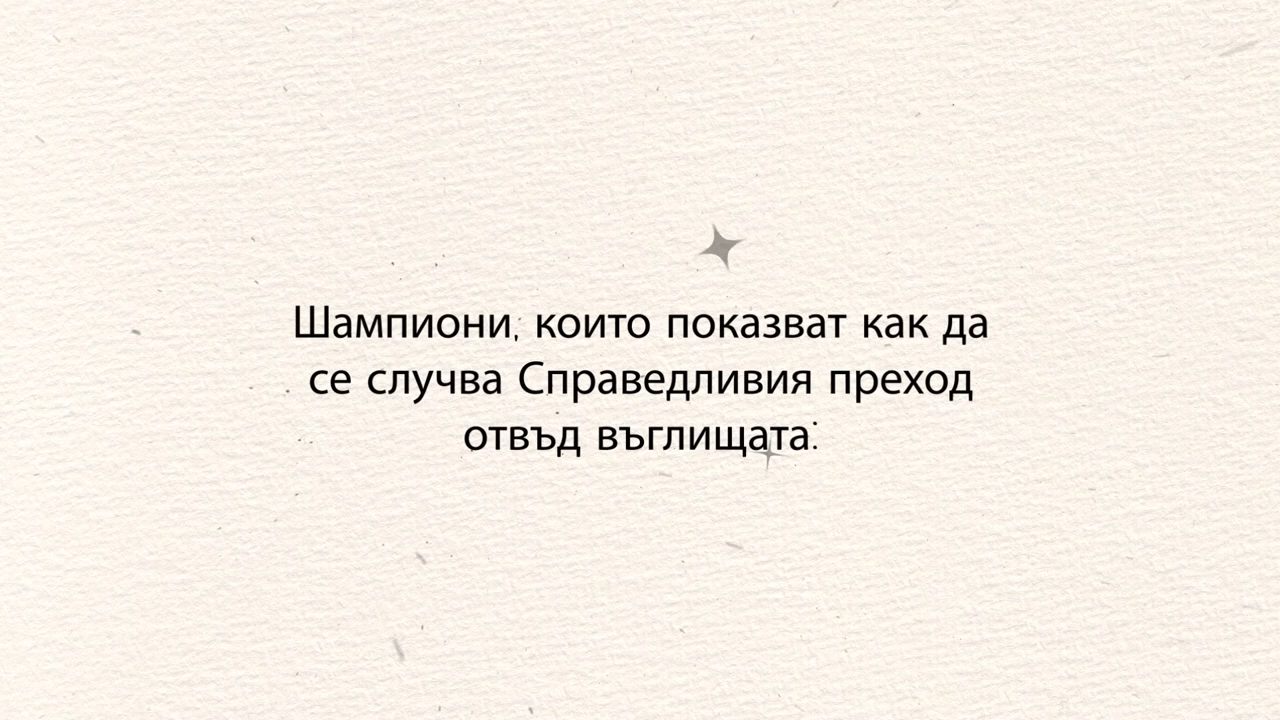 Шампиони, които показват как да
се случва Справедливия преход
отвъд въглищата: